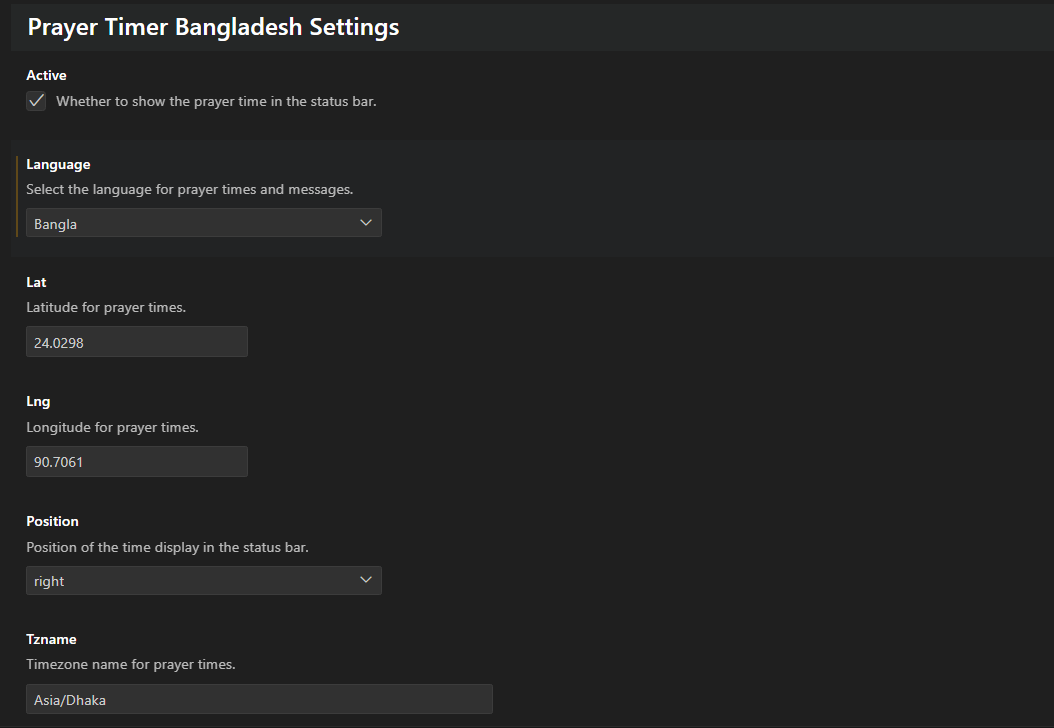 Prayer Timer Bangladesh Settings
Active
Whether to show the prayer time in the status bar.
Language
Select the language for prayer times and messages.
Bangla
Lat
Latitude for prayer times.
24.0298
Lng
Longitude for prayer times.
90.7061
Position
Position of the time display in the status bar.
right
Tzname
Timezone name for prayer times.
Asia/Dhaka